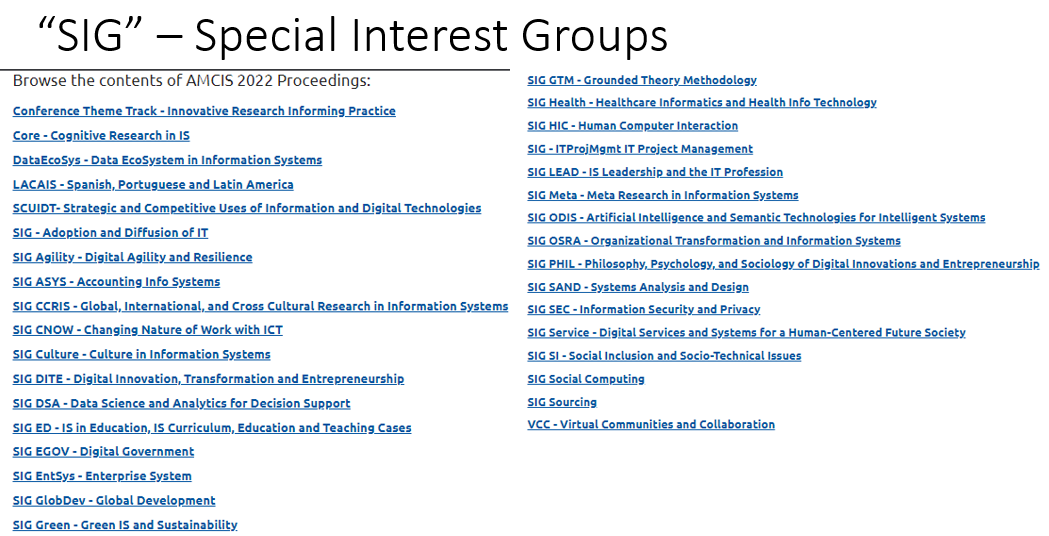 “SIG” – Special Interest Groups
Browse the contents of AMCIS 2022 Proceedings:
Conference Theme Track - Innovative Research Informing Practice
Core - Cognitive Research in IS
DataEcoSys - Data EcoSystem in Information Systems
LACAIS - Spanish, Portuguese and Latin America
SCUIDT- Strategic and Competitive Uses of Information and Digital Technologies
SIG - Adoption and Diffusion of IT
SIG Agility - Digital Agility and Resilience
SIG ASYS - Accounting Info Systems
SIG CCRIS - Global, International, and Cross Cultural Research in Information Systems
SIG CNOW - Changing Nature of Work with ICT
SIG Culture - Culture in Information Systems
SIG DITE - Digital Innovation, Transformation and Entrepreneurship
SIG DSA - Data Science and Analytics for Decision Support
SIG ED - IS in Education, IS Curriculum, Education and Teaching Cases
SIG EGOV - Digital Government
SIG EntSys - Enterprise System
SIG GlobDev - Global Development
SIG Green - Green IS and Sustainability
SIG GTM - Grounded Theory Methodology
SIG Health - Healthcare Informatics and Health Info Technology
SIG HIC - Human Computer Interaction
SIG - ITProjMgmt IT Project Management
SIG LEAD - IS Leadership and the IT Profession
SIG Meta - Meta Research in Information Systems
SIG ODIS - Artificial Intelligence and Semantic Technologies for Intelligent Systems
SIG OSRA - Organizational Transformation and Information Systems
SIG PHIL - Philosophy, Psychology, and Sociology of Digital Innovations and Entrepreneurship
SIG SAND - Systems Analysis and Design
SIG SEC - Information Security and Privacy
SIG Service - Digital Services and Systems for a Human-Centered Future Society
SIG SI - Social Inclusion and Socio-Technical Issues
SIG Social Computing
SIG Sourcing
VCC - Virtual Communities and Collaboration